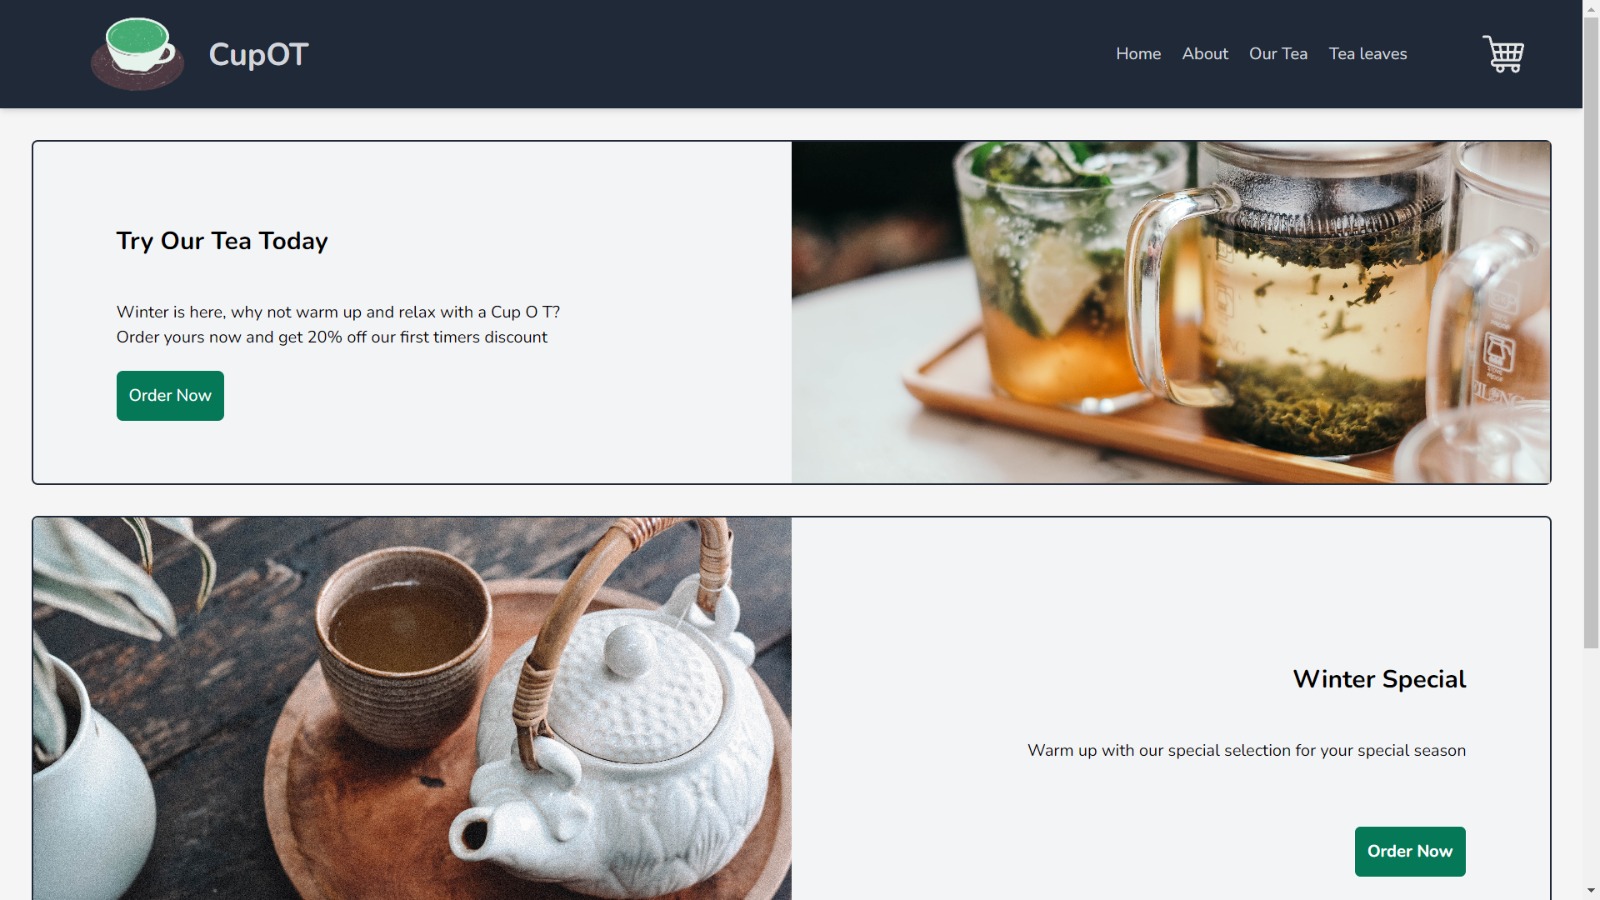 CupOT
Home About Our Tea Tea leaves
Try Our Tea Today
Winter is here, why not warm up and relax with a Cup O T?
Order yours now and get 20% off our first timers discount
Order Now
Winter Special
Warm up with our special selection for your special season
Order Now